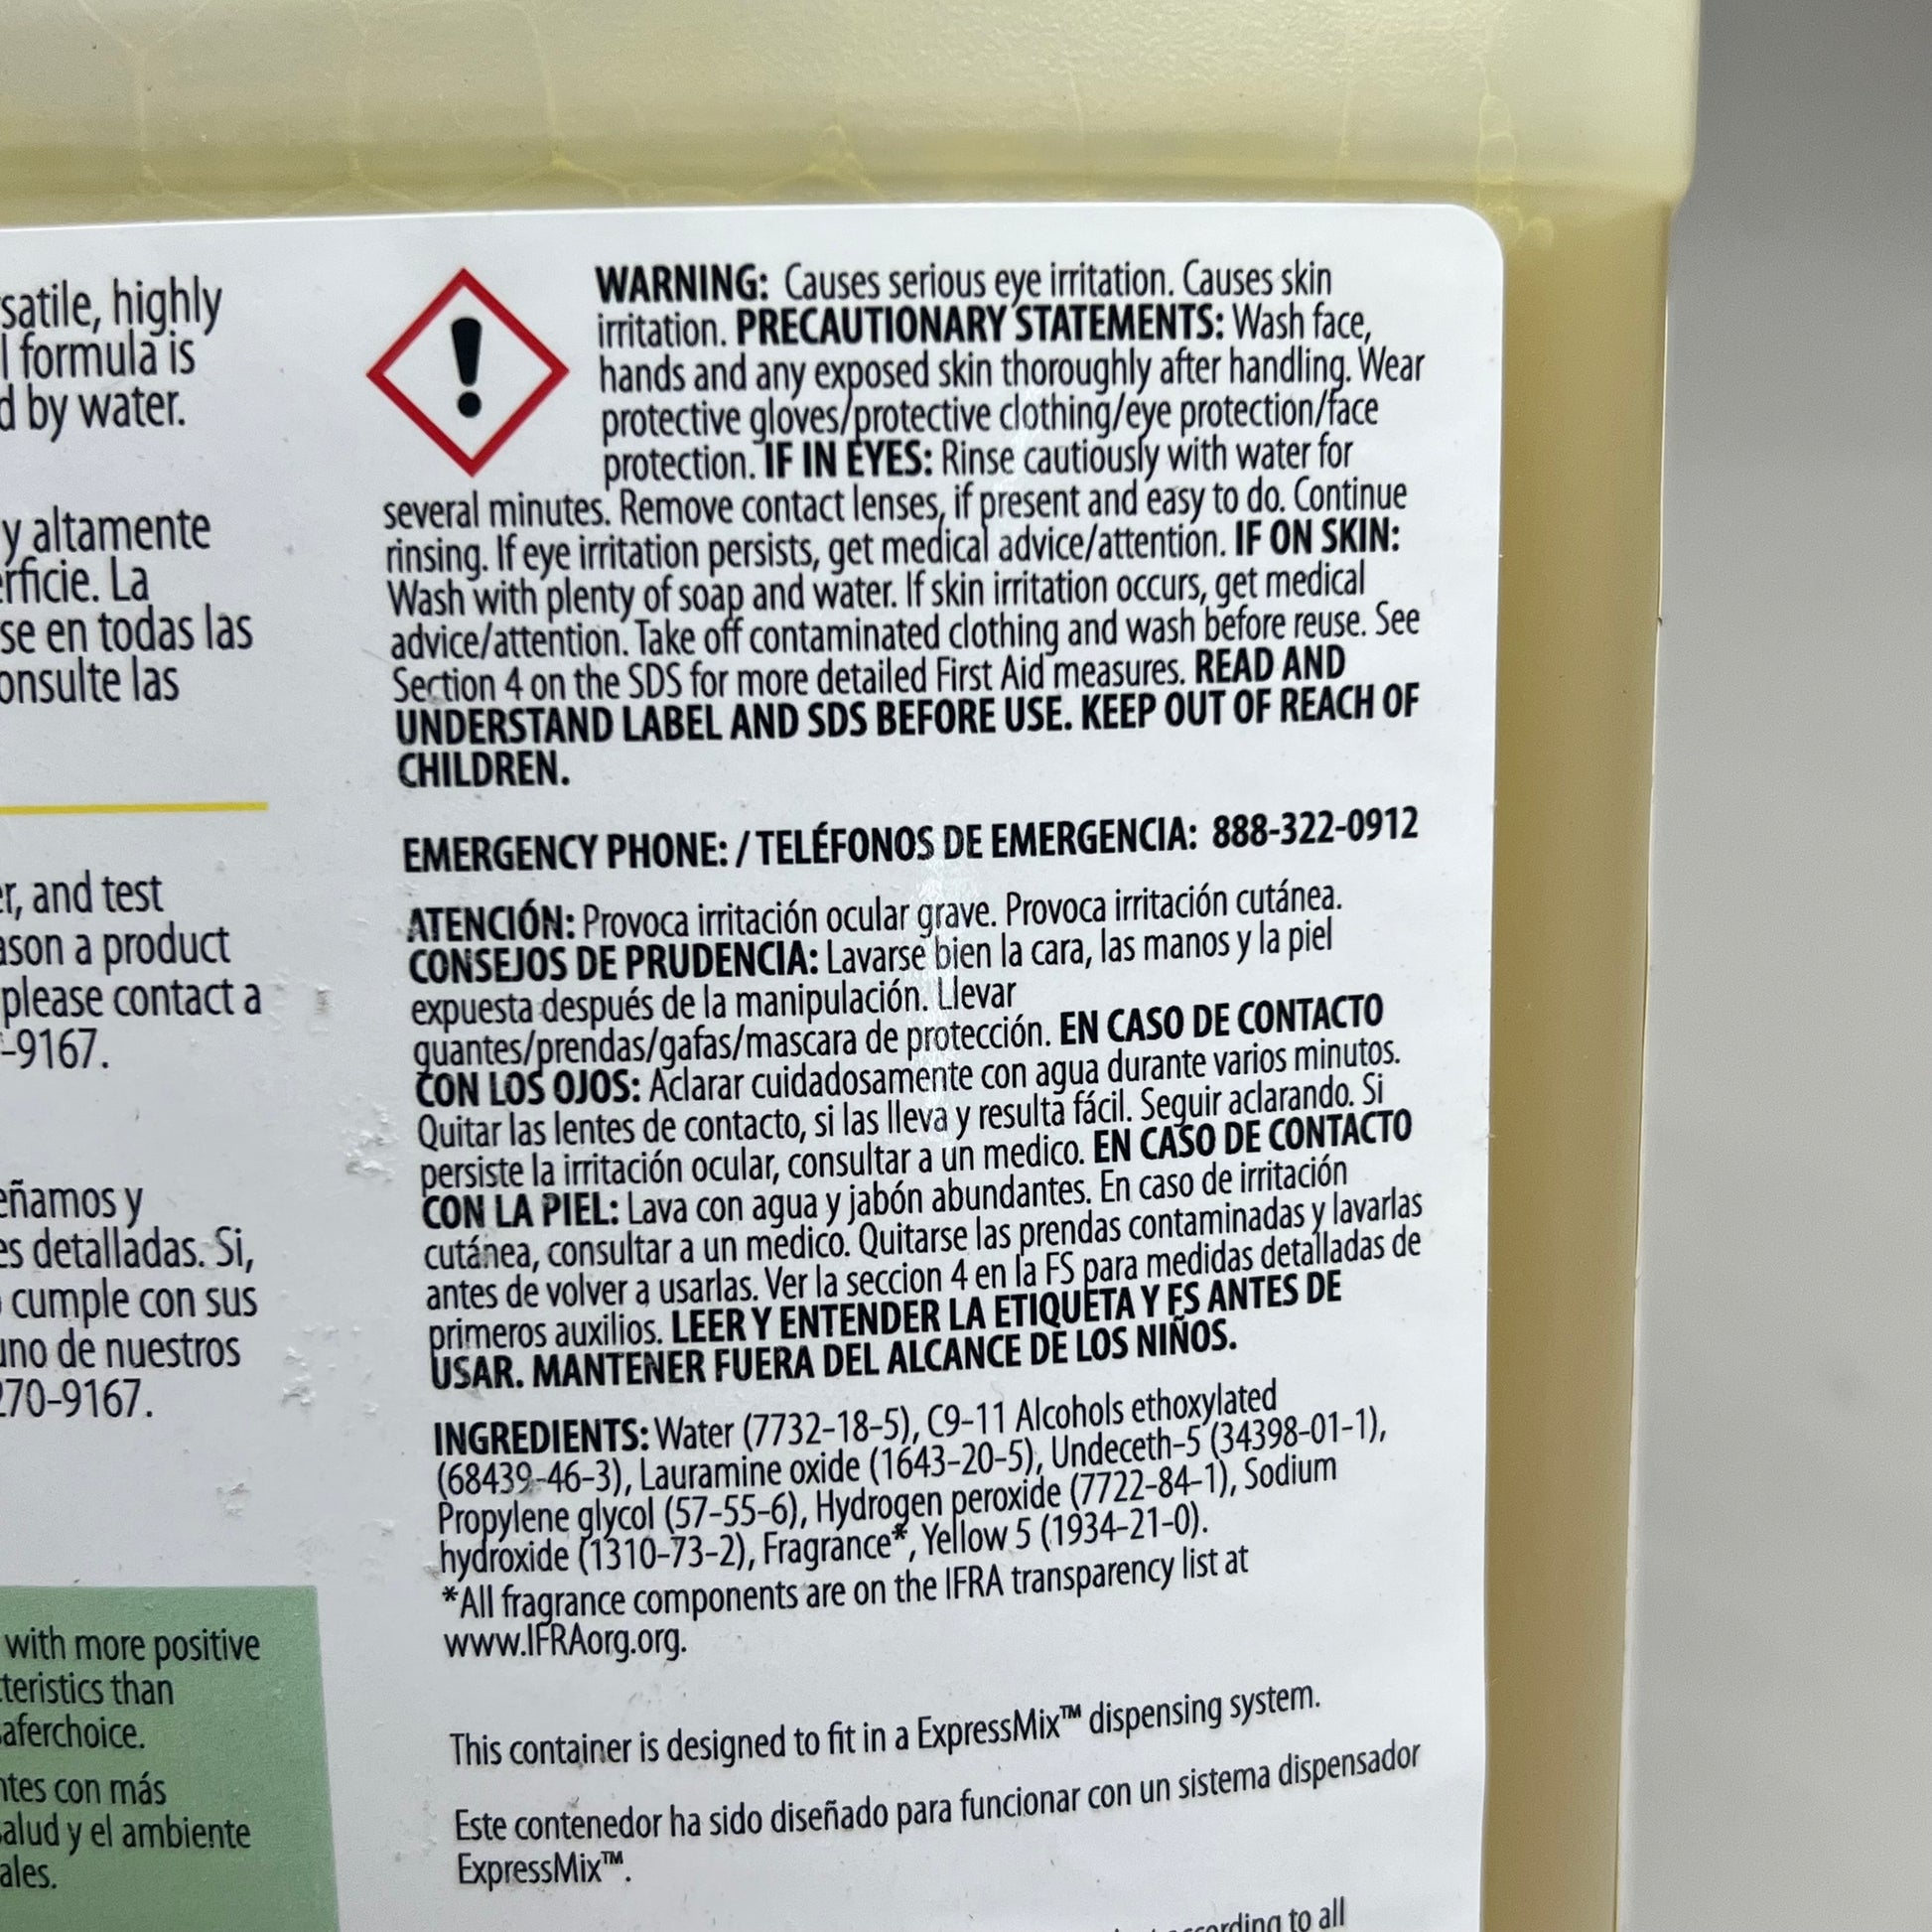 satile, highly
l formula is
d by water.
y altamente
rficie. La
se en todas las
onsulte las
er, and test
ason a product
please contact a
-9167.
eñamos y
es detalladas. Si,
cumple con sus
uno de nuestros
270-9167.
with more positive
teristics than
aferchoice.
ntes con más
salud y el ambiente
ales.
WARNING: Causes serious eye irritation. Causes skin
irritation. PRECAUTIONARY STATEMENTS: Wash face,
hands and any exposed skin thoroughly after handling. Wear
protective gloves/protective clothing/eye protection/face
protection. IF IN EYES: Rinse cautiously with water for
several minutes. Remove contact lenses, if present and easy to do. Continue
rinsing. If eye irritation persists, get medical advice/attention. IF ON SKIN:
Wash with plenty of soap and water. If skin irritation occurs, get medical
advice/attention. Take off contaminated clothing and wash before reuse. See
Section 4 on the SDS for more detailed First Aid measures. READ AND
UNDERSTAND LABEL AND SDS BEFORE USE. KEEP OUT OF REACH OF
CHILDREN.
EMERGENCY PHONE: / TELÉFONOS DE EMERGENCIA: 888-322-0912
ATENCIÓN: Provoca irritación ocular grave. Provoca irritación cutánea.
CONSEJOS DE PRUDENCIA: Lavarse bien la cara, las manos y la piel
expuesta después de la manipulación. Llevar
guantes/prendas/gafas/mascara de protección. EN CASO DE CONTACTO
CON LOS OJOS: Aclarar cuidadosamente con agua durante varios minutos.
Quitar las lentes de contacto, si las lleva y resulta fácil. Seguir aclarando. Si
persiste la irritación ocular, consultar a un medico. EN CASO DE CONTACTO
CON LA PIEL: Lava con agua y jabón abundantes. En caso de irritación
cutánea, consultar a un medico. Quitarse las prendas contaminadas y lavarlas
antes de volver a usarlas. Ver la seccion 4 en la FS para medidas detalladas de
primeros auxilios. LEER Y ENTENDER LA ETIQUETA Y FS ANTES DE
USAR. MANTENER FUERA DEL ALCANCE DE LOS NIÑOS.
INGREDIENTS: Water (7732-18-5), C9-11 Alcohols ethoxylated
(68439-46-3), Lauramine oxide (1643-20-5), Undeceth-5 (34398-01-1),
Propylene glycol (57-55-6), Hydrogen peroxide (7722-84-1), Sodium
hydroxide (1310-73-2), Fragrance*, Yellow 5 (1934-21-0).
*All fragrance components are on the IFRA transparency list at
www.IFRAorg.org.
This container is designed to fit in a ExpressMix™ dispensing system.
Este contenedor ha sido diseñado para funcionar con un sistema dispensador
ExpressMix™.
to all